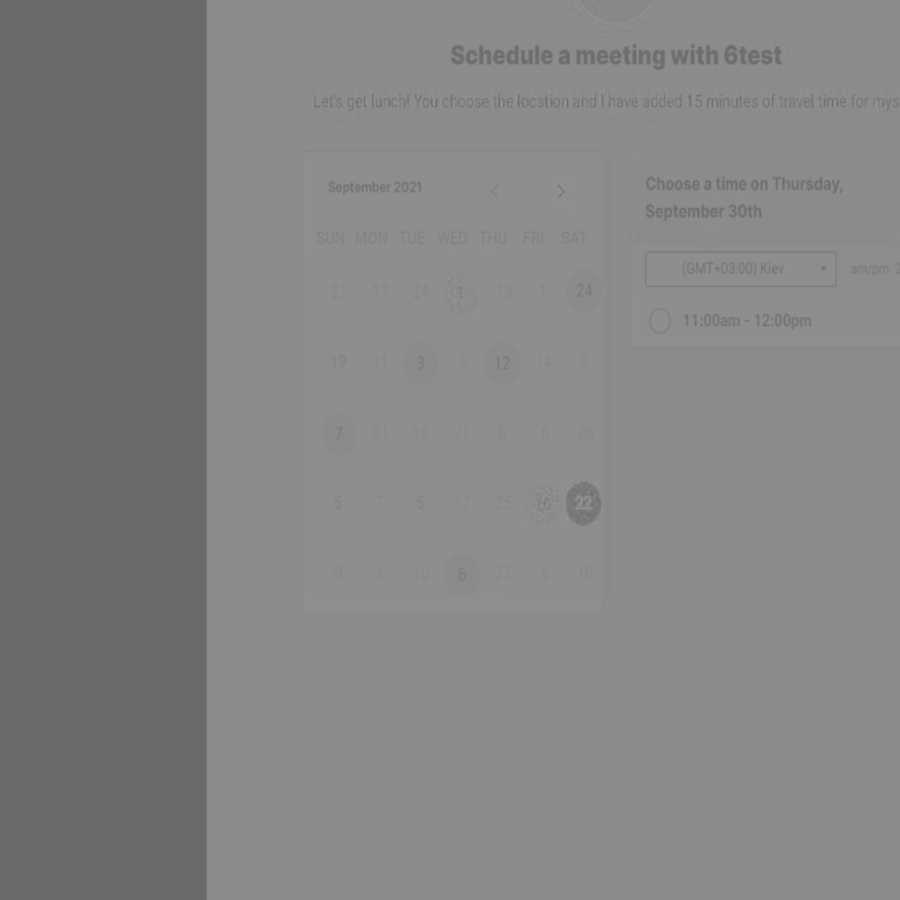 Schedule a meeting with 6test
Let's get lunch! You choose the location and I have added 15 minutes of travel time for mys
September 2021
SUN MON TUE WED THU FRI SAT
21 17 24 13 1 24
19 11 3 6 12 14 8
7 31 16 21 8 6 26
5 7 5 17 25 16 22
9 6 10 6 23 6 10
Choose a time on Thursday,
September 30th
(GMT+03:00) Kiev am/pm 2
11:00am - 12:00pm